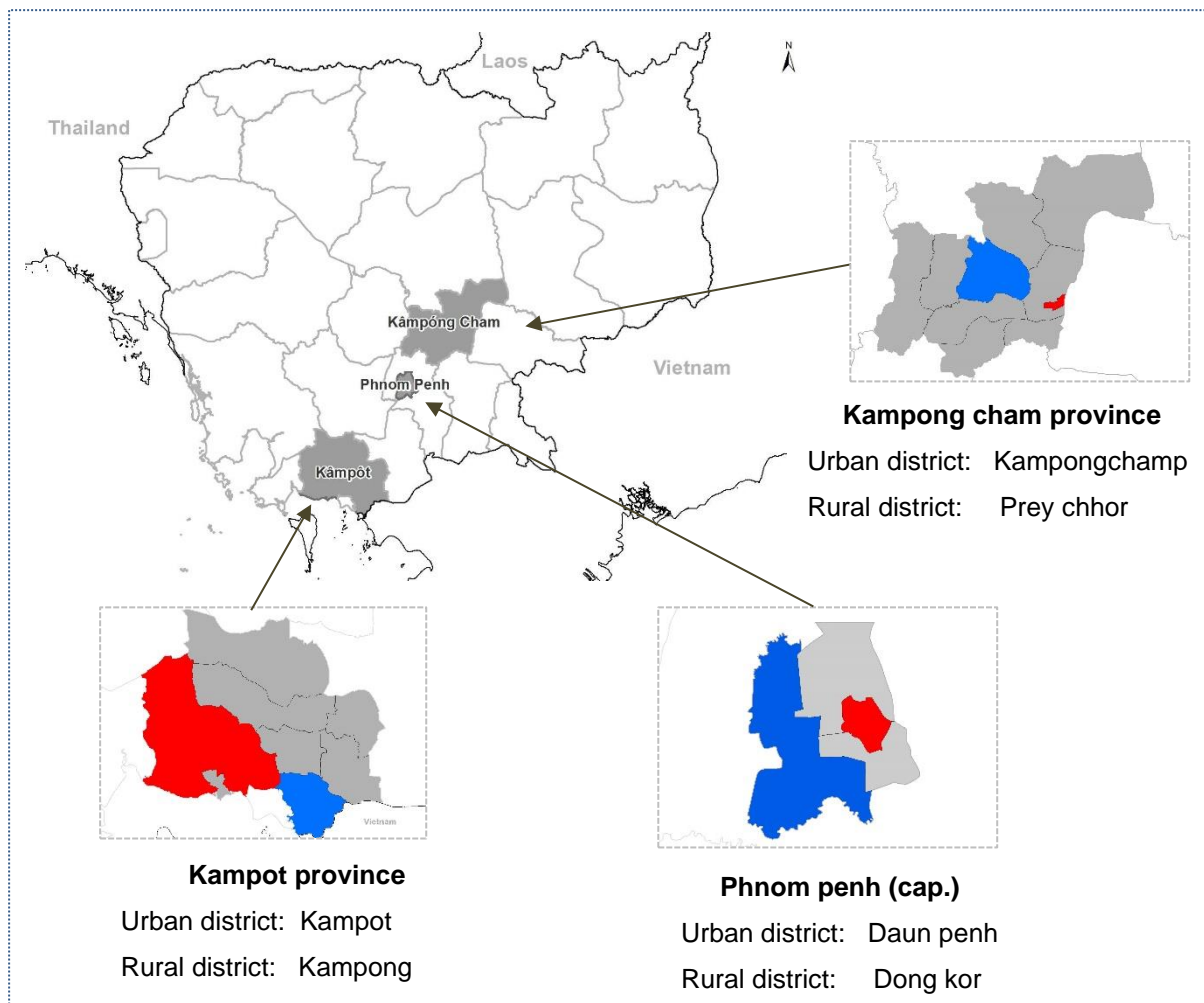 Laos
N
Thailand
Kâmpóng Cham
Vietnam
Phnom Penh
Kâmpôt
Kampong cham province
Urban district: Kampongchamp
Rural district: Prey chhor
Vietnam
Kampot province
Urban district: Kampot
Rural district: Kampong
Phnom penh (cap.)
Urban district: Daun penh
Rural district: Dong kor